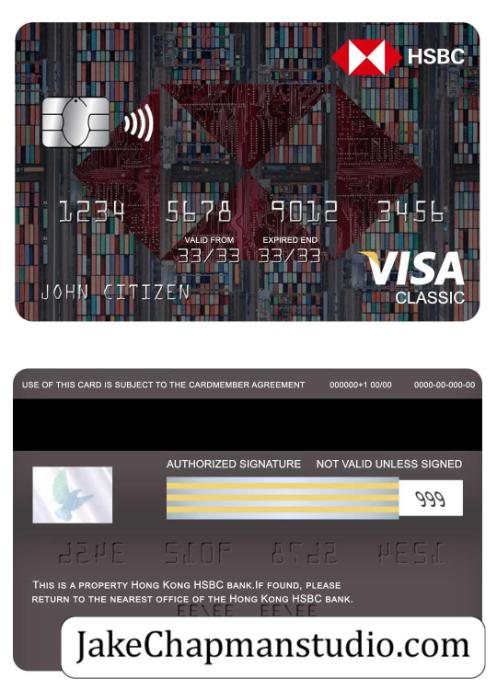 HSBC
1234 5678 9012 3456
VALID FROM EXPIRED END
33/33 33/33
VISA
CLASSIC
JOHN CITIZEN
USE OF THIS CARD IS SUBJECT TO THE CARDMEMBER AGREEMENT 000000+1 00/00 0000-00-000-00
AUTHORIZED SIGNATURE NOT VALID UNLESS SIGNED
999
THIS IS A PROPERTY HONG KONG HSBC BANK.IF FOUND, PLEASE
RETURN TO THE NEAREST OFFICE OF THE HONG KONG HSBC BANK.
JakeChapmanstudio.com